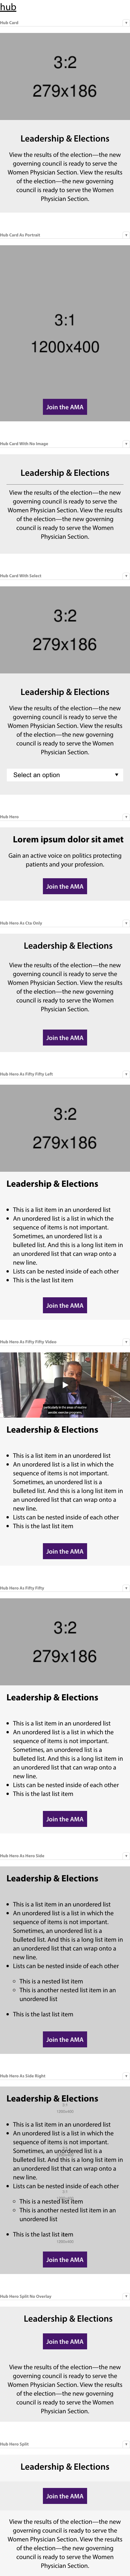 hub
Hub Card
3:2
279x186
Leadership & Elections
View the results of the election—the new
governing council is ready to serve the
Women Physician Section. View the results
of the election—the new governing
council is ready to serve the Women
Physician Section.
Hub Card As Portrait
3:1
1200x400
Join the AMA
Hub Card With No Image
Leadership & Elections
View the results of the election—the new
governing council is ready to serve the
Women Physician Section. View the results
of the election—the new governing
council is ready to serve the Women
Physician Section.
Hub Card With Select
3:2
279x186
Leadership & Elections
View the results of the election—the new
governing council is ready to serve the
Women Physician Section. View the results
of the election—the new governing
council is ready to serve the Women
Physician Section.
Select an option
Hub Hero
Lorem ipsum dolor sit amet
Gain an active voice on politics protecting
patients and your profession.
Join the AMA
Hub Hero As Cta Only
Leadership & Elections
View the results of the election—the new
governing council is ready to serve the
Women Physician Section. View the results
of the election—the new governing
council is ready to serve the Women
Physician Section.
Join the AMA
Hub Hero As Fifty Fifty Left
3:2
279x186
Leadership & Elections
This is a list item in an unordered list
An unordered list is a list in which the
sequence of items is not important.
Sometimes, an unordered list is a
bulleted list. And this is a long list item in
an unordered list that can wrap onto a
new line.
Lists can be nested inside of each other
This is the last list item
Join the AMA
Hub Hero As Fifty Fifty Video
particularly in the areas of routine
aerobic exercise programs,
Leadership & Elections
This is a list item in an unordered list
An unordered list is a list in which the
sequence of items is not important.
Sometimes, an unordered list is a
bulleted list. And this is a long list item in
an unordered list that can wrap onto a
new line.
Lists can be nested inside of each other
This is the last list item
Join the AMA
Hub Hero As Fifty Fifty
3:2
279x186
Leadership & Elections
This is a list item in an unordered list
An unordered list is a list in which the
sequence of items is not important.
Sometimes, an unordered list is a
bulleted list. And this is a long list item in
an unordered list that can wrap onto a
new line.
Lists can be nested inside of each other
This is the last list item
Join the AMA
Hub Hero As Hero Side
Leadership & Elections
This is a list item in an unordered list
An unordered list is a list in which the
sequence of items is not important.
Sometimes, an unordered list is a
bulleted list. And this is a long list item in
an unordered list that can wrap onto a
new line.
Lists can be nested inside of each other
This is a nested list item
This is another nested list item in an
unordered list
This is the last list item
Join the AMA
Hub Hero As Side Right
Leadership & Elections
3:1
1200x400
This is a list item in an unordered list
An unordered list is a list in which the
sequence of items is not important.
Sometimes, an unordered list is a
bulleted list. And this is a long list item in
an unordered list that can wrap onto a
new line.
Lists can be nested inside of each other
This is a nested list item
This is another nested list item in an
unordered list
This is the last list item
1200x400
Join the AMA
Hub Hero Split No Overlay
Leadership & Elections
Join the AMA
View the results of the election—the new
governing council is ready to serve the
Women Physician Section. View the results
of the election—the new governing
council is ready to serve the Women
Physician Section.
Hub Hero Split
Leadership & Elections
Join the AMA
View the results of the election—the new
governing council is ready to serve the
Women Physician Section. View the results
of the election—the new governing
council is ready to serve the Women
Physician Section.